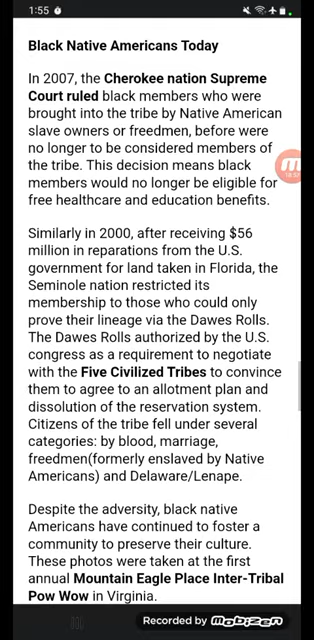 1:55
Black Native Americans Today
In 2007, the Cherokee nation Supreme
Court ruled black members who were
brought into the tribe by Native American
slave owners or freedmen, before were
no longer to be considered members of
the tribe. This decision means black
members would no longer be eligible for
free healthcare and education benefits.
Similarly in 2000, after receiving $56
million in reparations from the U.S.
government for land taken in Florida, the
Seminole nation restricted its
membership to those who could only
prove their lineage via the Dawes Rolls.
The Dawes Rolls authorized by the U.S.
congress as a requirement to negotiate
with the Five Civilized Tribes to convince
them to agree to an allotment plan and
dissolution of the reservation system.
Citizens of the tribe fell under several
categories: by blood, marriage,
freedmen(formerly enslaved by Native
Americans) and Delaware/Lenape.
Despite the adversity, black native
Americans have continued to foster a
community to preserve their culture.
These photos were taken at the first
annual Mountain Eagle Place Inter-Tribal
Pow Wow in Virginia.
Recorded by Mobizen